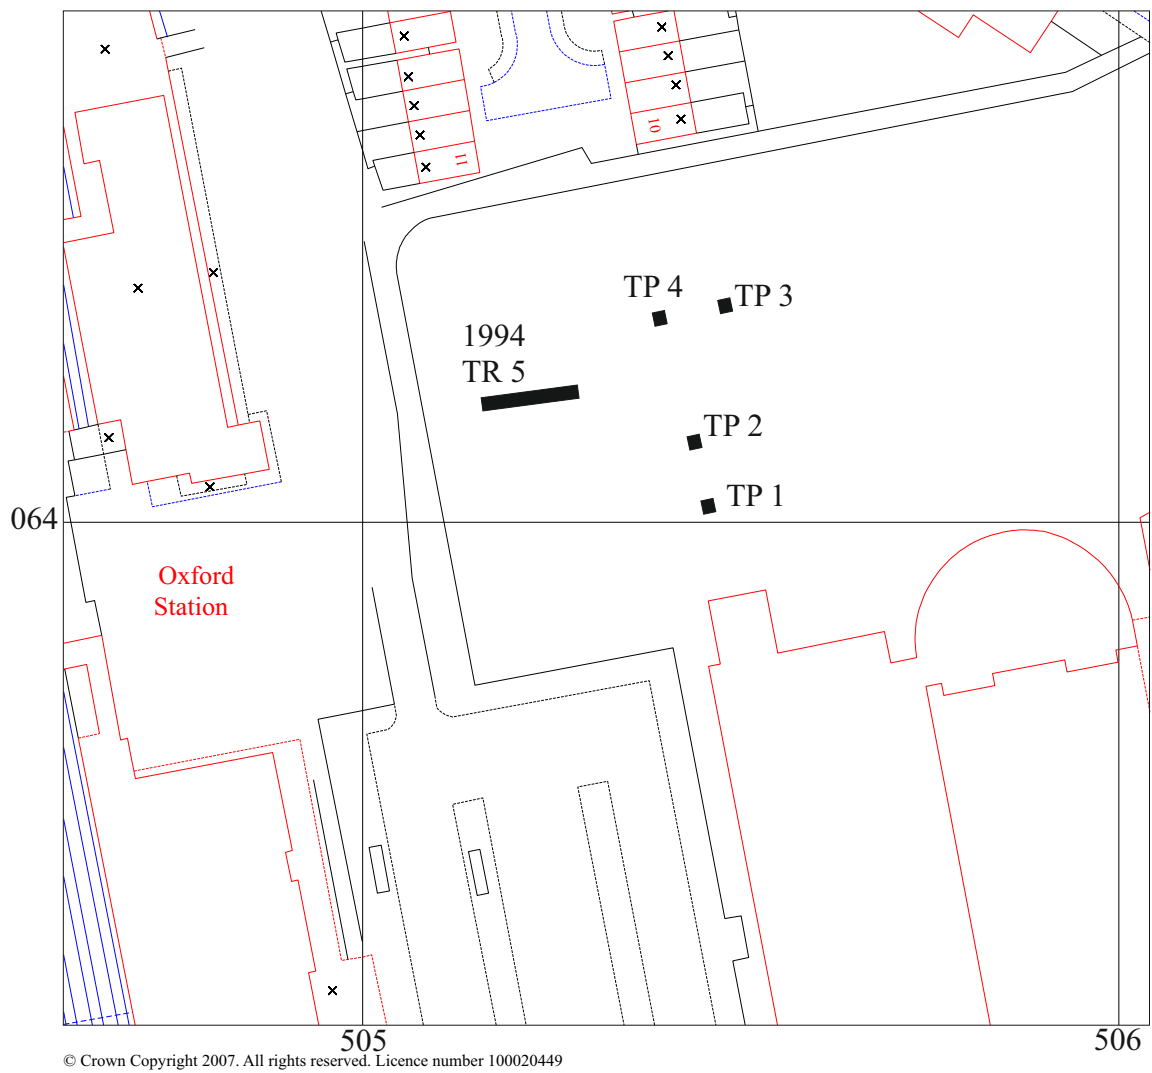 10
11
TP 4
TP 3
1994
TR 5
TP 2
TP 1
064
Oxford
Station
505
506
© Crown Copyright 2007. All rights reserved. Licence number 100020449